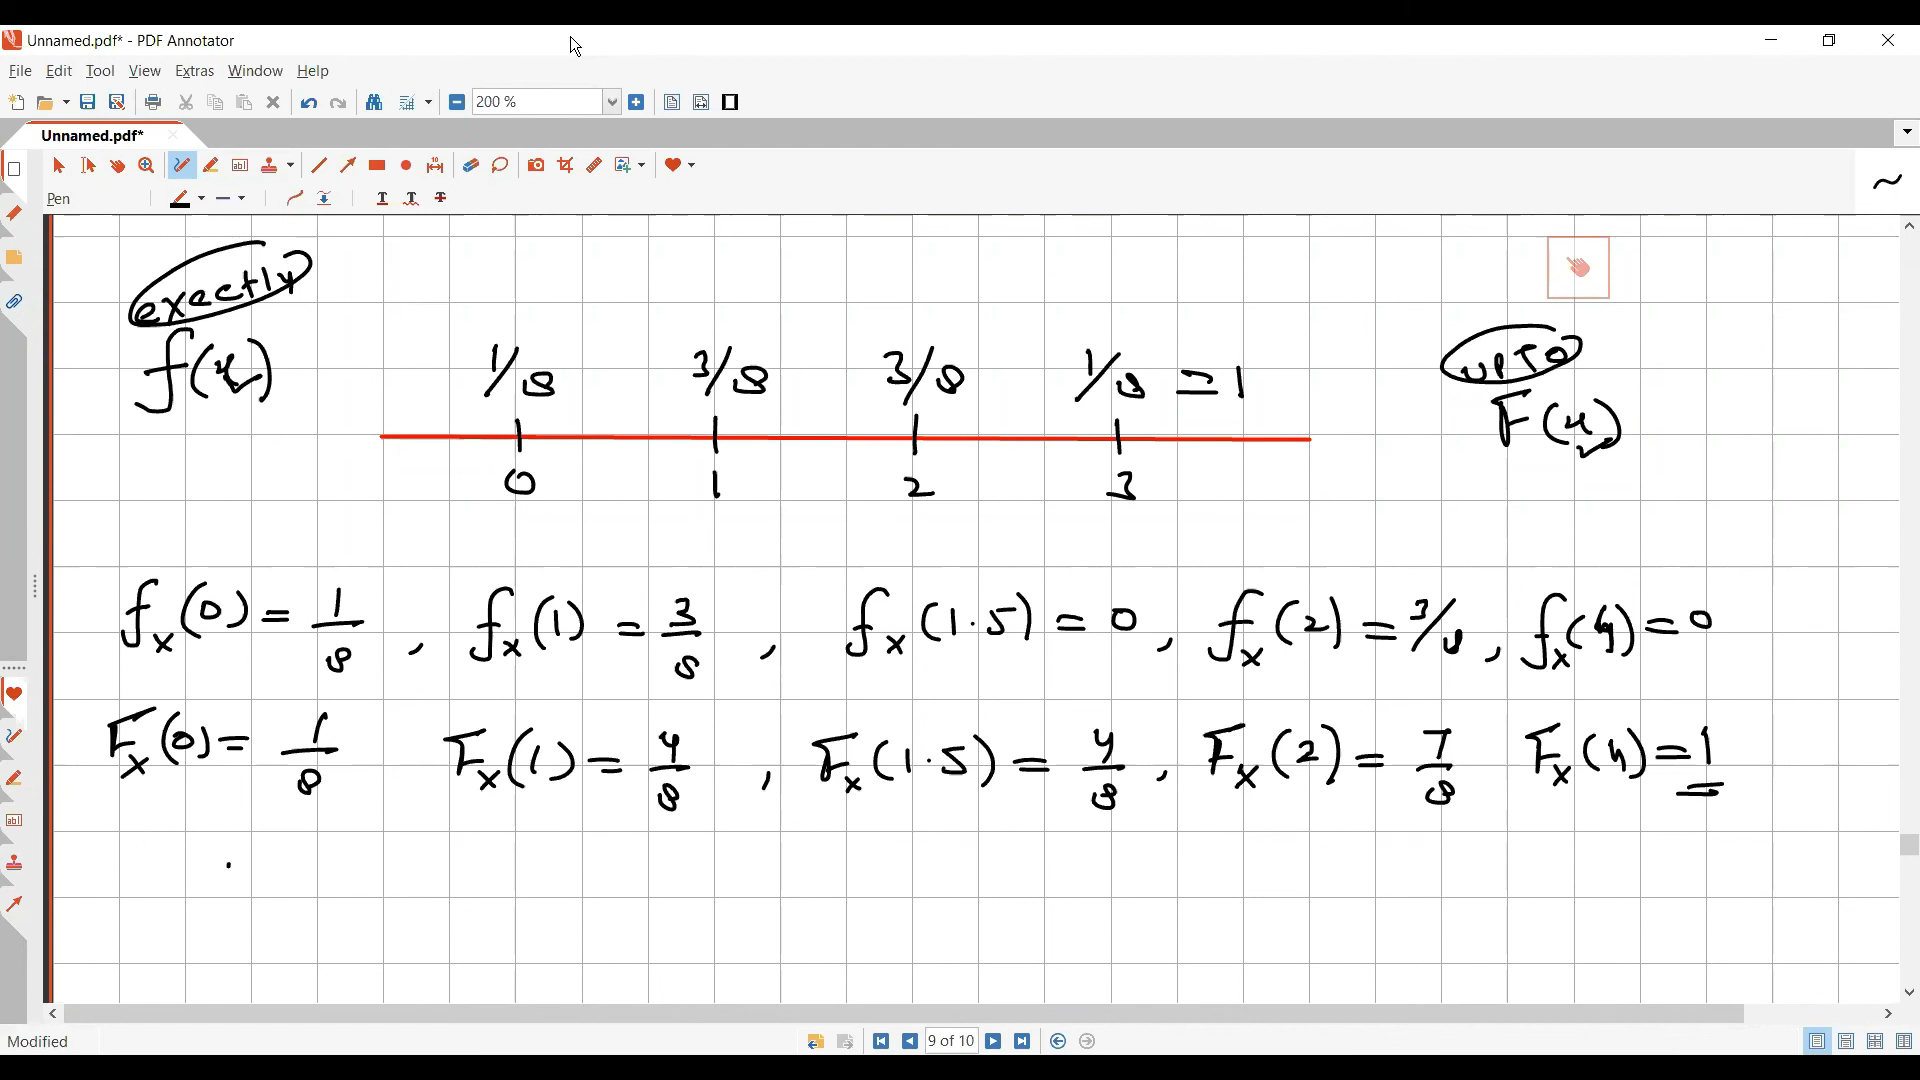 Unnamed.pdf* - PDF Annotator
File Edit Tool View Extras Window Help
200 %
Unnamed.pdf*
Pen
exectly
f(x)
1/8 3/8 3/8 1/8 = 1
upto
F(x)
0 1 2 3
fx(0) = 1/8 , fx(1) = 3/8 , fx(1.5) = 0 , fx(2) = 3/8 , fx(4) = 0
Fx(0) = 1/8 Fx(1) = 4/8 , Fx(1.5) = 4/8 , Fx(2) = 7/8 Fx(4) = 1
Modified
9 of 10